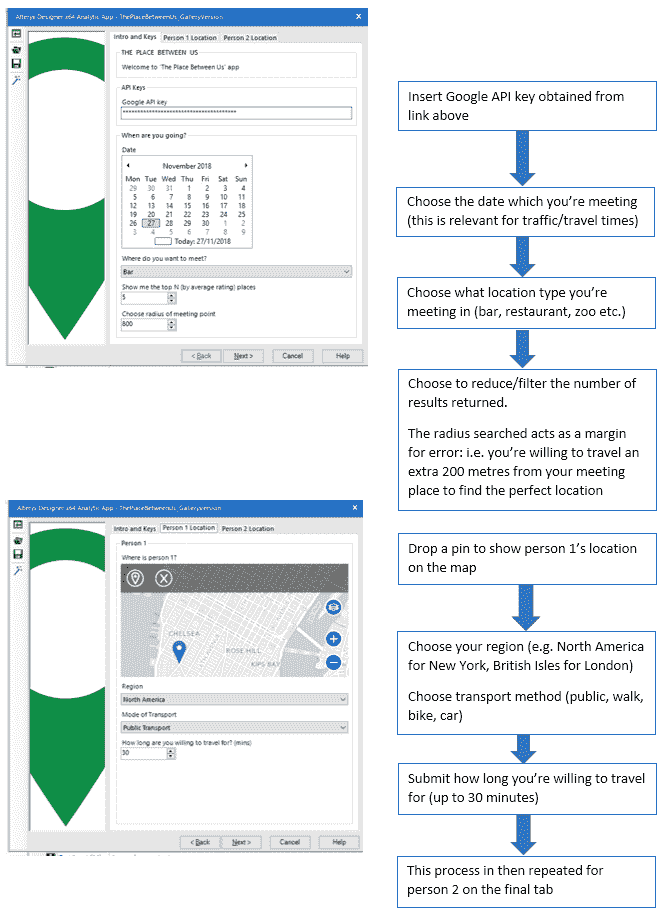 Alteryx Designer x64 Analytic App - ThePlaceBetweenUs_GalleryVersion
Intro and Keys
Person 1 Location
Person 2 Location
THE PLACE BETWEEN US
Welcome to 'The Place Between Us' app
API Keys
Google API key
When are you going?
Date
November 2018
Mon Tue Wed Thu Fri Sat Sun
29 30 31 1 2 3 4
5 6 7 8 9 10 11
12 13 14 15 16 17 18
19 20 21 22 23 24 25
26 27 28 29 30 1 2
3 4 5 6 7 8 9
Today: 27/11/2018
Where do you want to meet?
Bar
Show me the top N (by average rating) places
5
Choose radius of meeting point
800
< Back
Next >
Cancel
Help
Insert Google API key obtained from
link above
Choose the date which you're meeting
(this is relevant for traffic/travel times)
Choose what location type you're
meeting in (bar, restaurant, zoo etc.)
Choose to reduce/filter the number of
results returned.
The radius searched acts as a margin
for error: i.e. you're willing to travel an
extra 200 metres from your meeting
place to find the perfect location
Alteryx Designer x64 Analytic App - ThePlaceBetweenUs_GalleryVersion
Intro and Keys
Person 1 Location
Person 2 Location
Person 1
Where is person 1?
CHELSEA
ROSE HILL
KIPS BAY
Region
North America
Mode of Transport
Public Transport
How long are you willing to travel for? (mins)
30
< Back
Next >
Cancel
Help
Drop a pin to show person 1's location
on the map
Choose your region (e.g. North America
for New York, British Isles for London)
Choose transport method (public, walk,
bike, car)
Submit how long you're willing to travel
for (up to 30 minutes)
This process in then repeated for
person 2 on the final tab